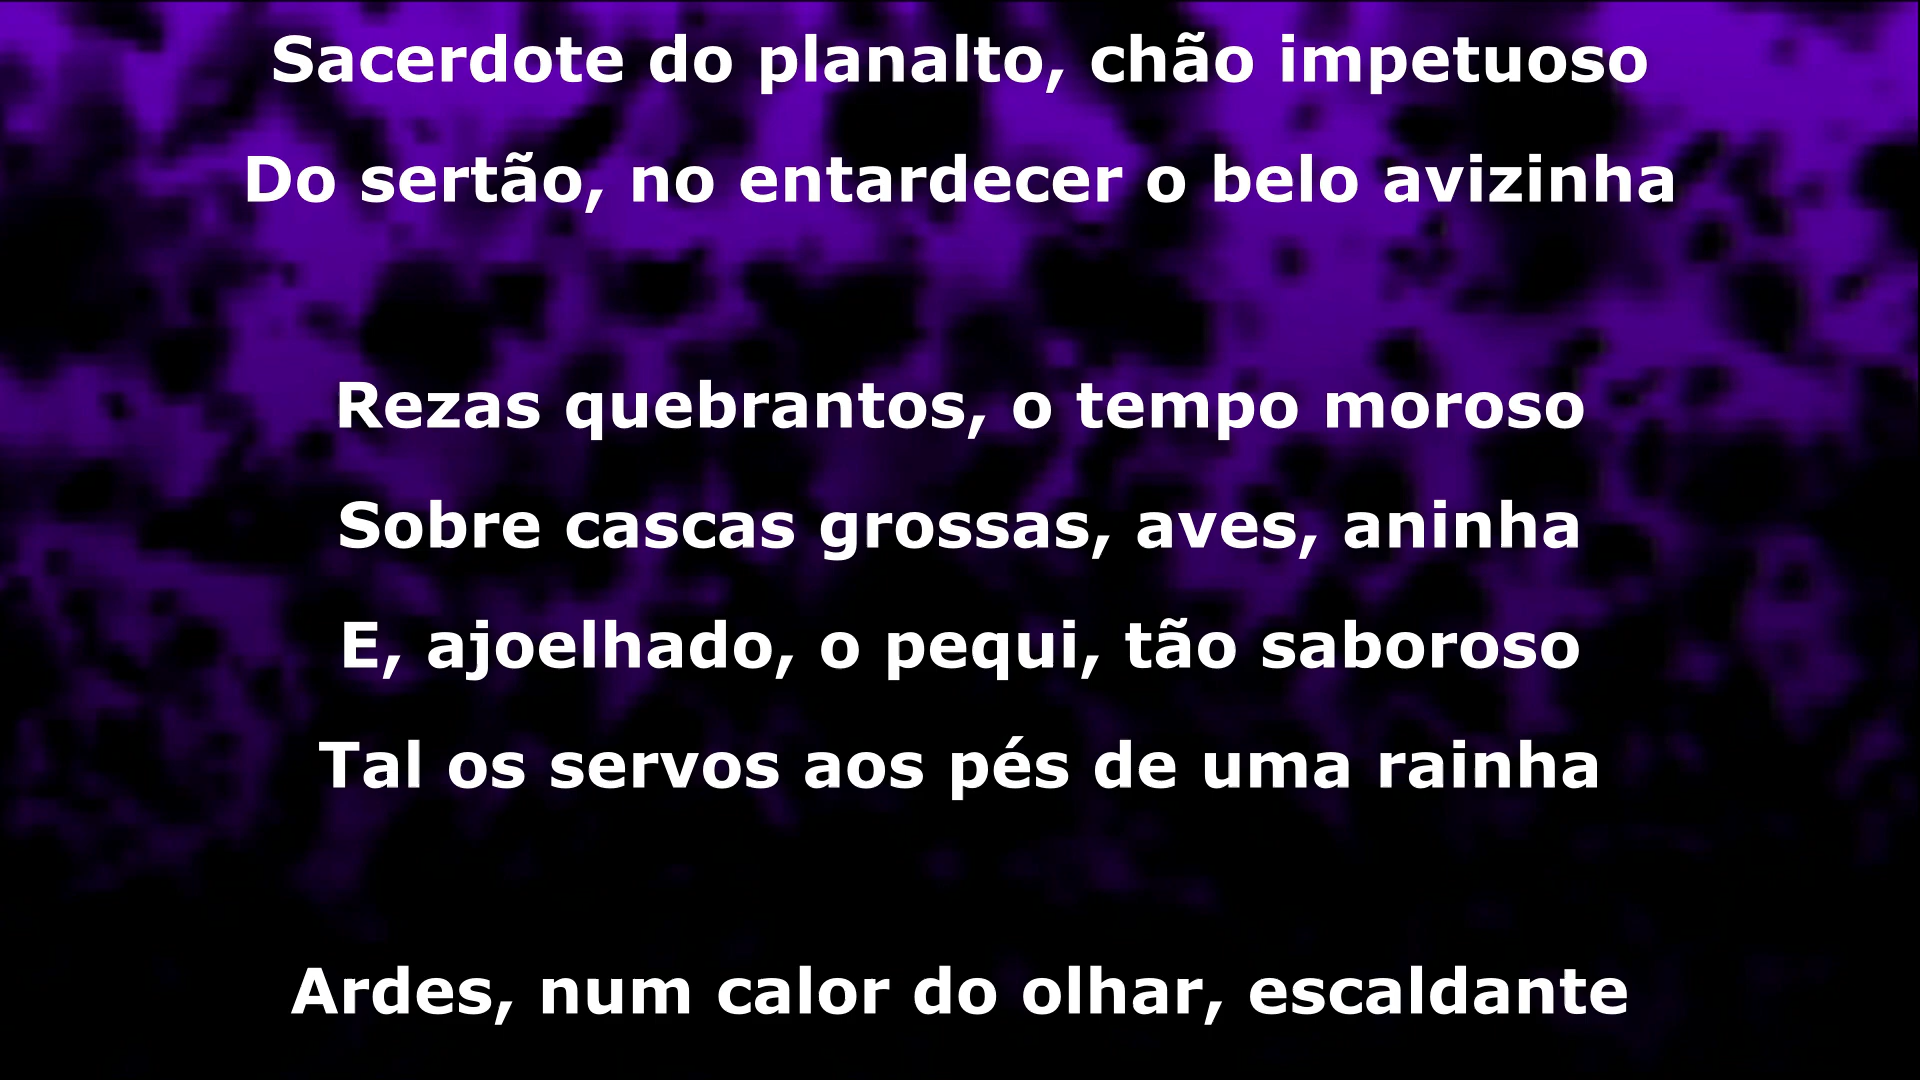 Sacerdote do planalto, chão impetuoso
Do sertão, no entardecer o belo avizinha
Rezas quebrantos, o tempo moroso
Sobre cascas grossas, aves, aninha
E, ajoelhado, o pequi, tão saboroso
Tal os servos aos pés de uma rainha
Ardes, num calor do olhar, escaldante